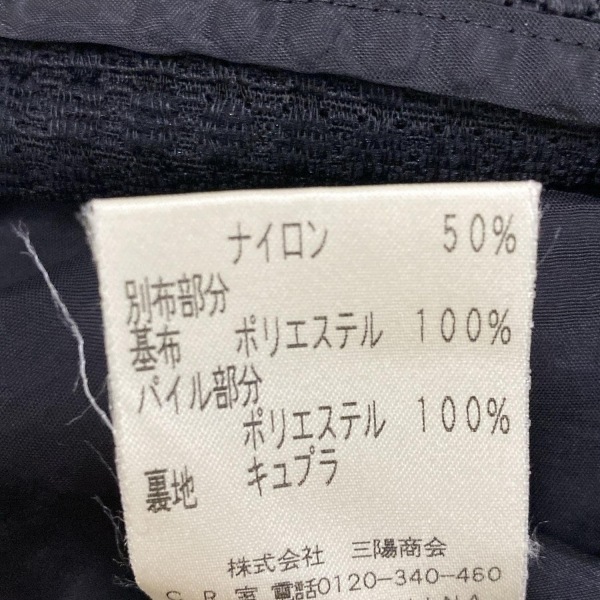 ナイロン 50%
別布部分
基布 ポリエステル 100%
パイル部分
ポリエステル 100%
裏地 キュプラ
株式会社 三陽商会
C R室 電話0120-340-460